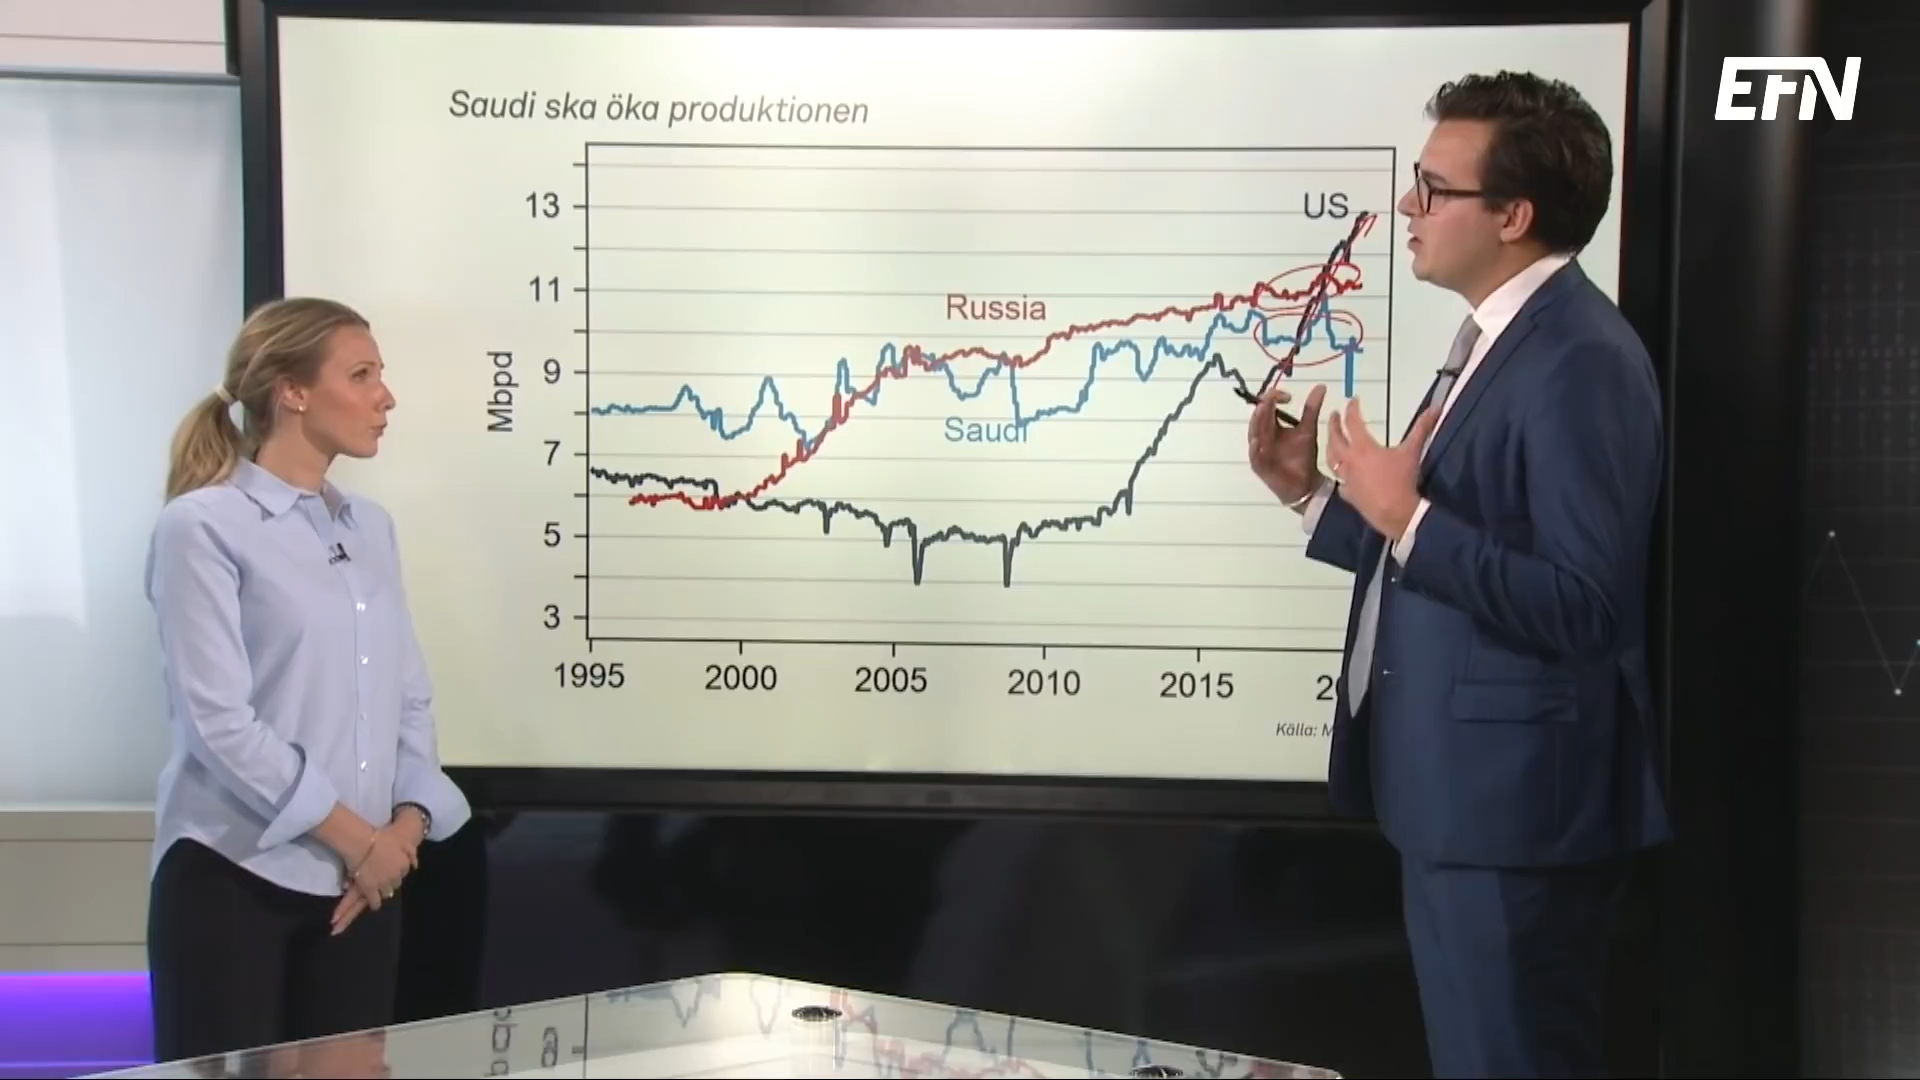 EFN
Saudi ska öka produktionen
US
Russia
Saudi
Mbpd
13
11
9
7
5
3
1995
2000
2005
2010
2015
Källa: